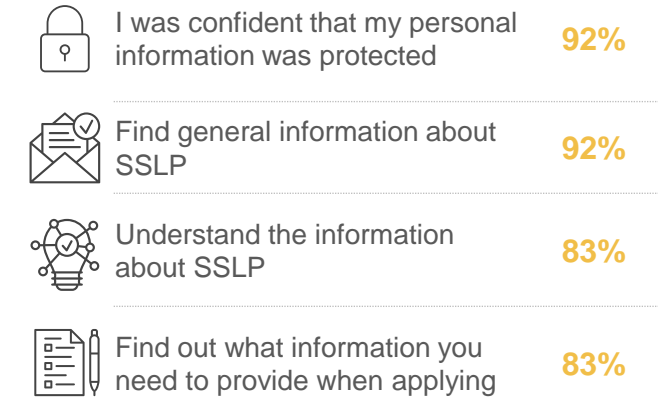 I was confident that my personal
information was protected
92%
Find general information about
SSLP
92%
Understand the information
about SSLP
83%
Find out what information you
need to provide when applying
83%